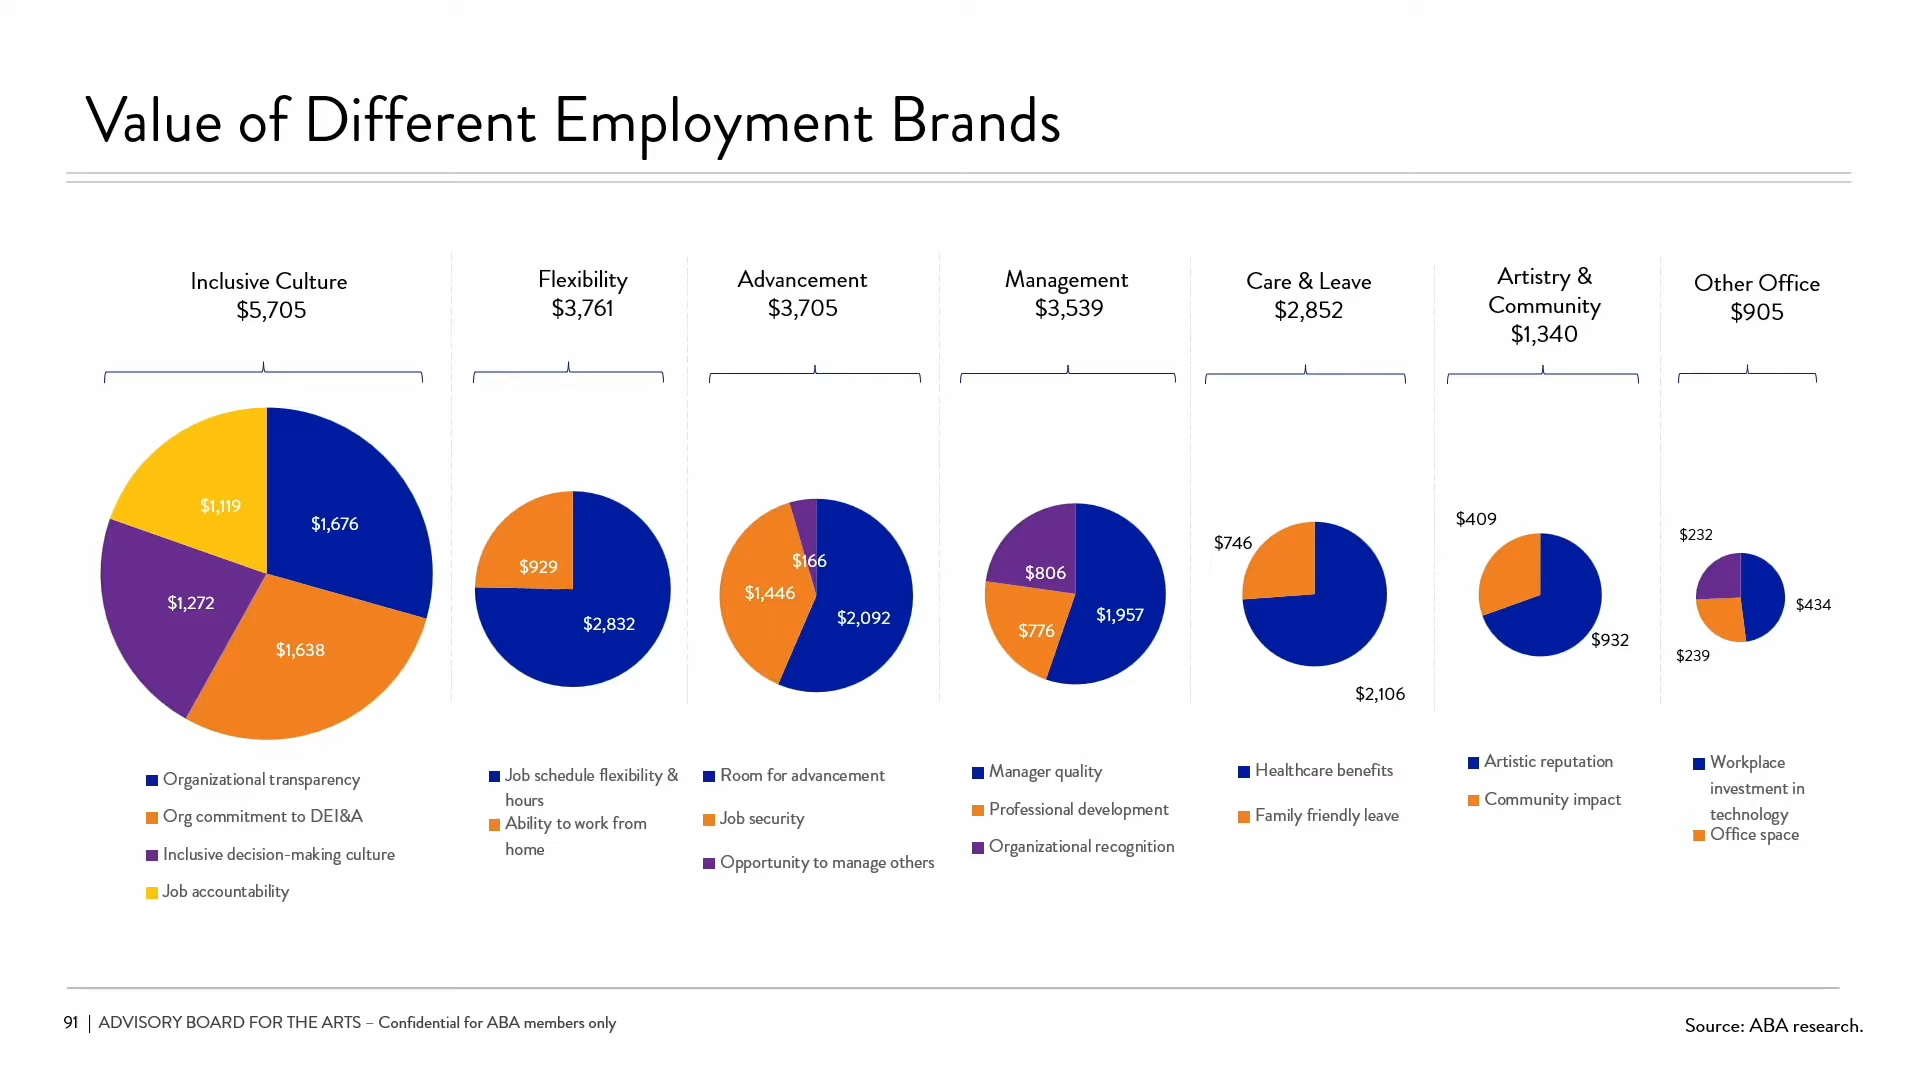 Value of Different Employment Brands
Inclusive Culture
$5,705
Flexibility
$3,761
Advancement
$3,705
Management
$3,539
Care & Leave
$2,852
Artistry &
Community
$1,340
Other Office
$905
$1,119
$1,676
$1,272
$1,638
$929
$2,832
$166
$1,446
$2,092
$806
$1,957
$776
$746
$2,106
$409
$932
$232
$434
$239
Organizational transparency
Org commitment to DEI&A
Inclusive decision-making culture
Job accountability
Job schedule flexibility &
hours
Ability to work from
home
Room for advancement
Job security
Opportunity to manage others
Manager quality
Professional development
Organizational recognition
Healthcare benefits
Family friendly leave
Artistic reputation
Community impact
Workplace
investment in
technology
Office space
91 | ADVISORY BOARD FOR THE ARTS – Confidential for ABA members only
Source: ABA research.